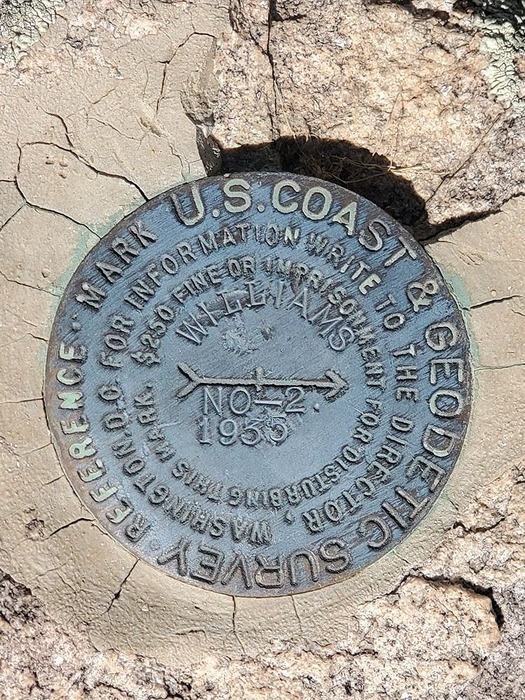 U.S. COAST & GEODETIC SURVEY
REFERENCE MARK
FOR INFORMATION WRITE TO THE DIRECTOR,
WASHINGTON, D.C.
$250 FINE OR IMPRISONMENT FOR DISTURBING THIS MARK.
WILLIAMS
NO-2